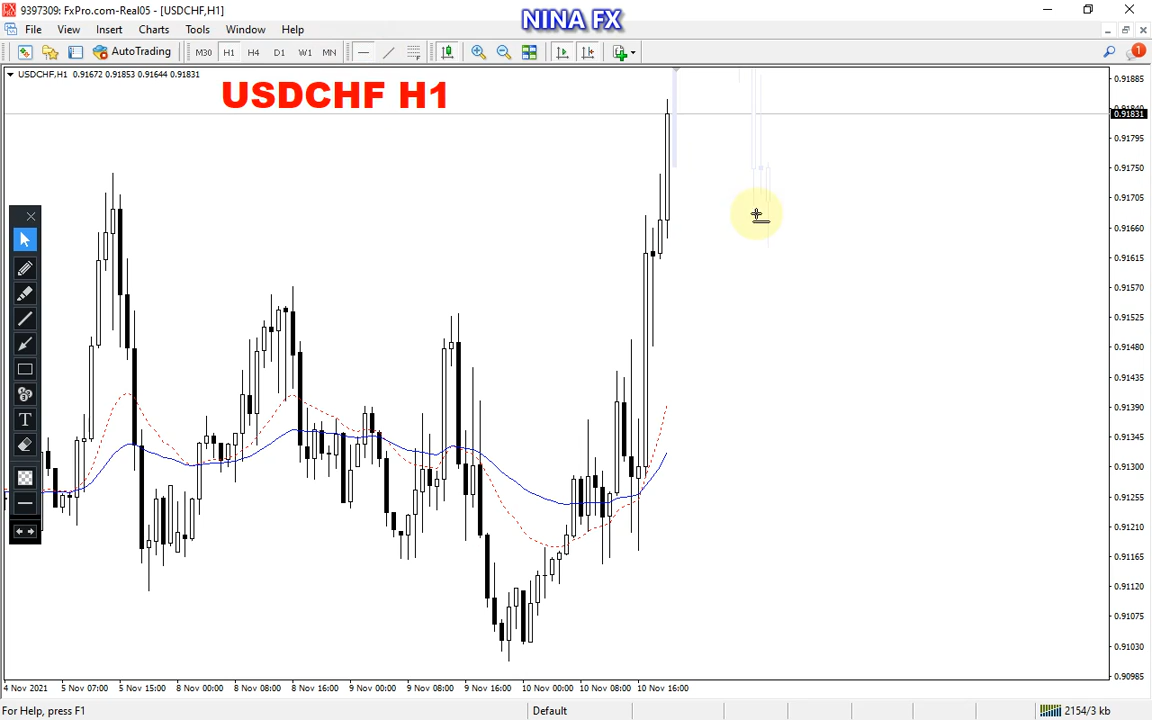 9397309: FxPro.com-Real05 - [USDCHF,H1]
NINA FX
File View Insert Charts Tools Window Help
AutoTrading M30 H1 H4 D1 W1 MN
1
USDCHF,H1 0.91672 0.91853 0.91644 0.91831
USDCHF H1
0.91885
0.91840
0.91831
0.91795
0.91750
0.91705
0.91660
0.91615
0.91570
0.91525
0.91480
0.91435
0.91390
0.91345
0.91300
0.91255
0.91210
0.91165
0.91120
0.91075
0.91030
0.90985
T
4 Nov 2021 5 Nov 07:00 5 Nov 15:00 8 Nov 00:00 8 Nov 08:00 8 Nov 16:00 9 Nov 00:00 9 Nov 08:00 9 Nov 16:00 10 Nov 00:00 10 Nov 08:00 10 Nov 16:00
For Help, press F1 Default 2154/3 kb